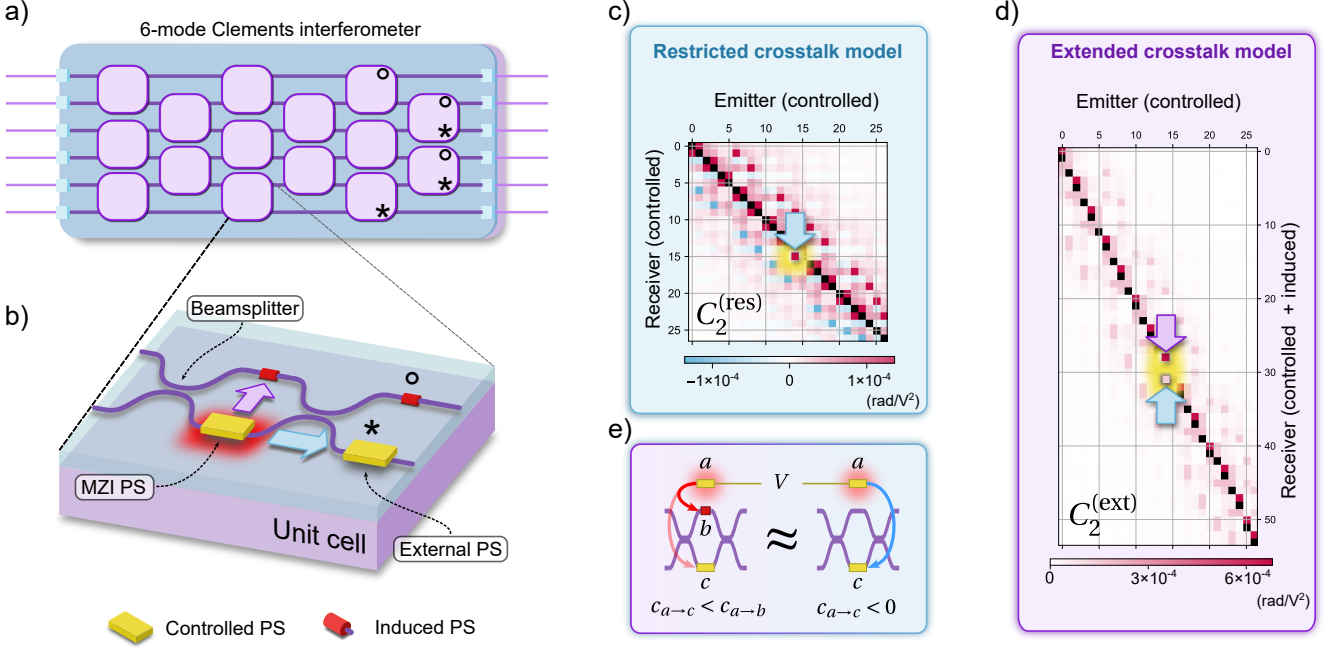 a)
6-mode Clements interferometer
*
*
*
*
b)
Beamsplitter
*
MZI PS
External PS
Unit cell
Controlled PS
Induced PS
c)
Restricted crosstalk model
Emitter (controlled)
0 5 10 15 20 25
Receiver (controlled)
0
5
10
15
20
25
C₂⁽ʳᵉˢ⁾
−1×10⁻⁴ 0 1×10⁻⁴
(rad/V²)
e)
a V a
b ≈
c c
c_{a→c} < c_{a→b} c_{a→c} < 0
d)
Extended crosstalk model
Emitter (controlled)
0 5 10 15 20 25
Receiver (controlled + induced)
0
10
20
30
40
50
C₂⁽ᵉˣᵗ⁾
0 3×10⁻⁴ 6×10⁻⁴
(rad/V²)